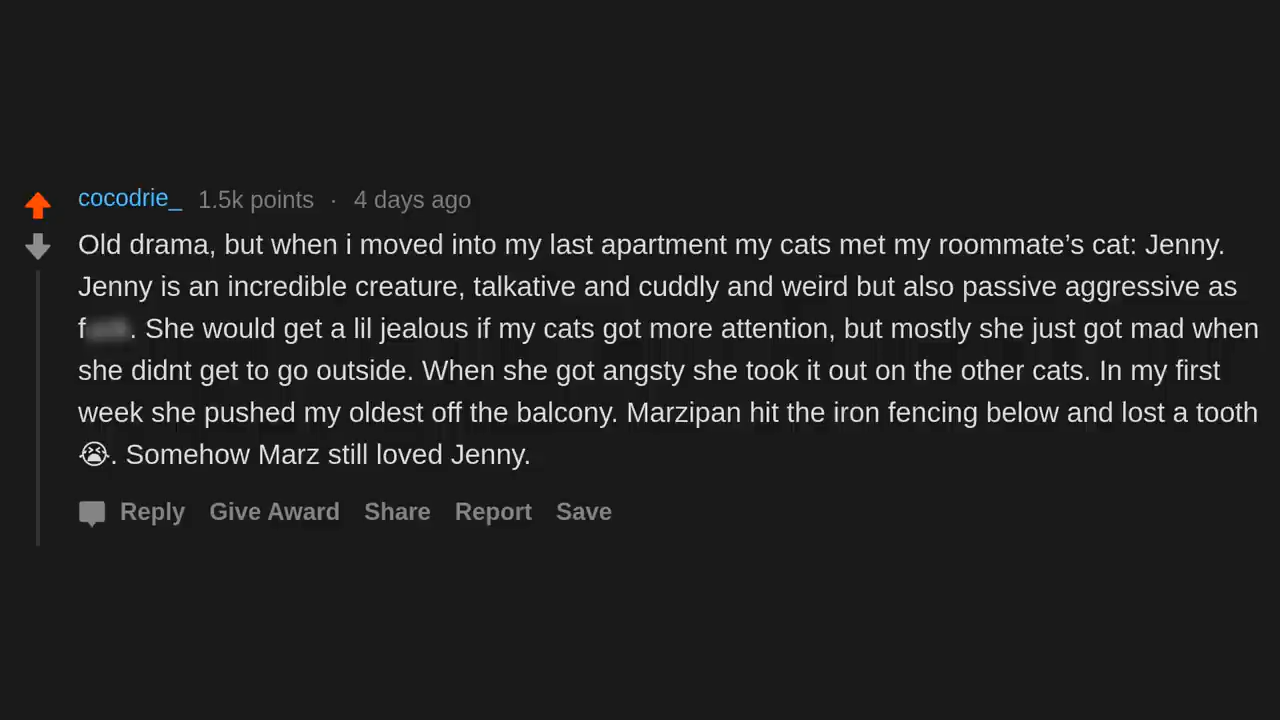 cocodrie_ 1.5k points · 4 days ago
Old drama, but when i moved into my last apartment my cats met my roommate’s cat: Jenny.
Jenny is an incredible creature, talkative and cuddly and weird but also passive aggressive as
f. She would get a lil jealous if my cats got more attention, but mostly she just got mad when
she didnt get to go outside. When she got angsty she took it out on the other cats. In my first
week she pushed my oldest off the balcony. Marzipan hit the iron fencing below and lost a tooth
😭. Somehow Marz still loved Jenny.
Reply Give Award Share Report Save